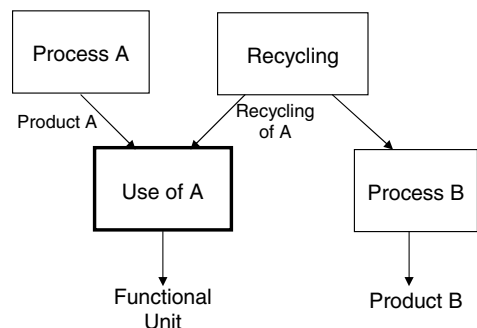 Process A
Recycling
Product A
Recycling
of A
Use of A
Process B
Functional
Unit
Product B